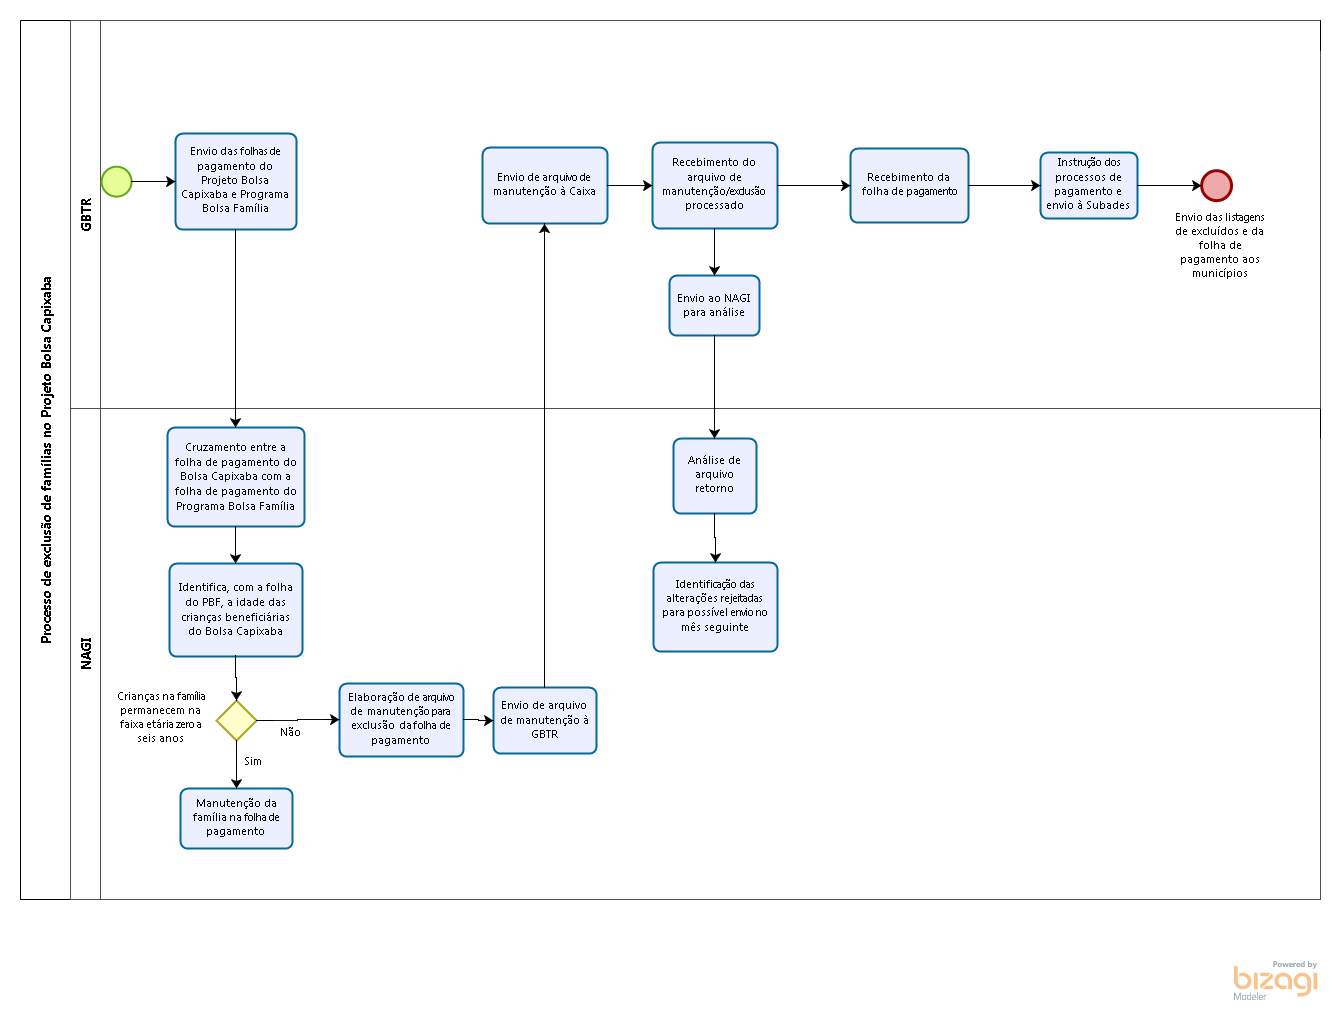 Processo de exclusão de famílias no Projeto Bolsa Capixaba
GBTR
Envio das folhas de
pagamento do
Projeto Bolsa
Capixaba e Programa
Bolsa Família
Envio de arquivo de
manutenção à Caixa
Recebimento do
arquivo de
manutenção/exclusão
processado
Recebimento da
folha de pagamento
Instrução dos
processos de
pagamento e
envio à Subades
Envio das listagens
de excluídos e da
folha de
pagamento aos
municípios
Envio ao NAGI
para análise
NAGI
Cruzamento entre a
folha de pagamento do
Bolsa Capixaba com a
folha de pagamento do
Programa Bolsa Família
Análise de
arquivo
retorno
Identifica, com a folha
do PBF, a idade das
crianças beneficiárias
do Bolsa Capixaba
Identificação das
alterações rejeitadas
para possível envio no
mês seguinte
Crianças na família
permanecem na
faixa etária zero a
seis anos
Não
Sim
Elaboração de arquivo
de manutenção para
exclusão da folha de
pagamento
Envio de arquivo
de manutenção à
GBTR
Manutenção da
família na folha de
pagamento
Powered by
bizagi
Modeler